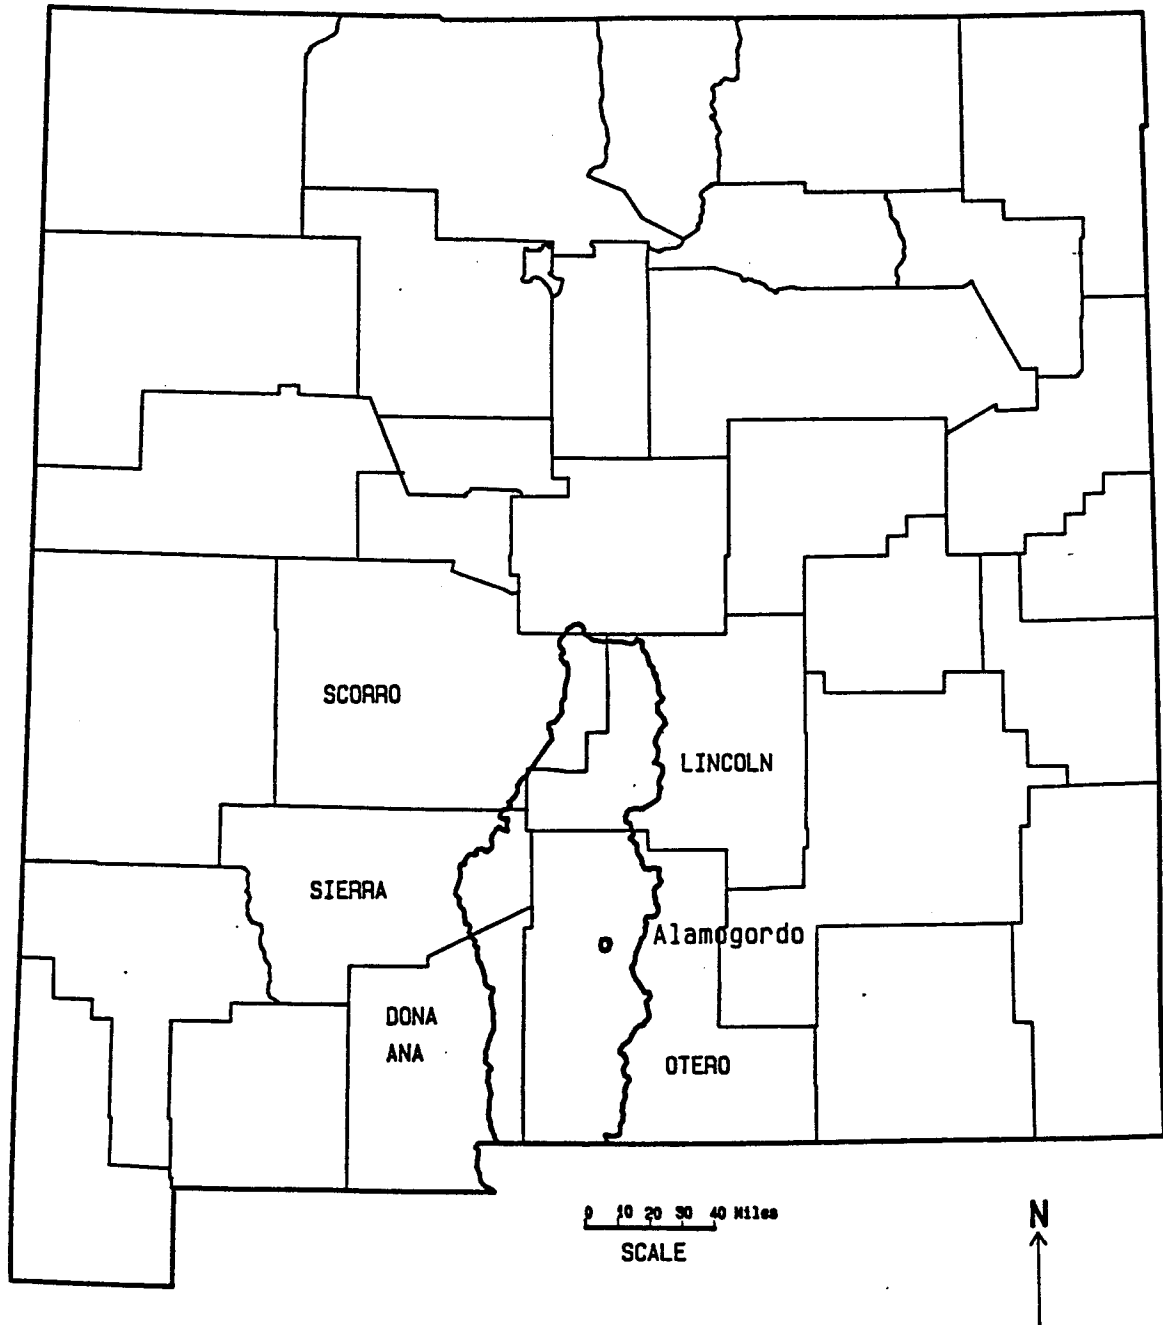 SCORRO
LINCOLN
SIERRA
Alamogordo
DONA
ANA
OTERO
0 10 20 30 40 Miles
SCALE
N